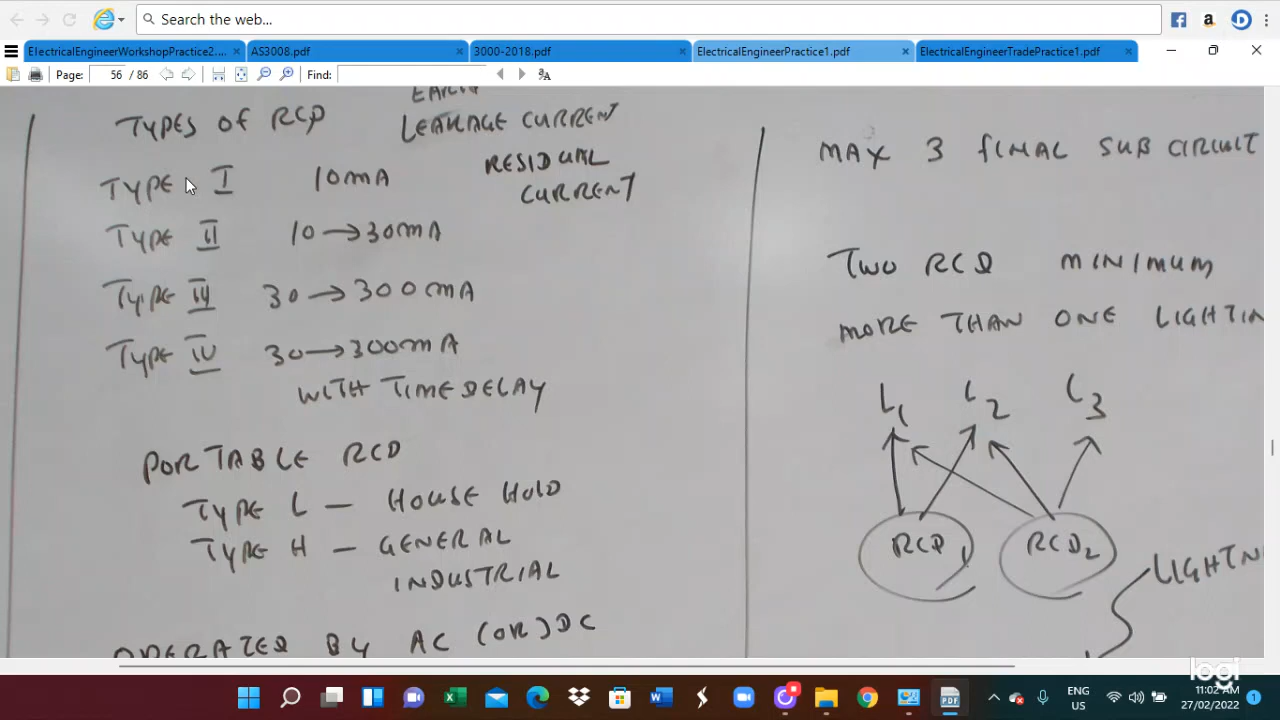 Search the web...
ElectricalEngineerWorkshopPractice2....
AS3008.pdf
3000-2018.pdf
ElectricalEngineerPractice1.pdf
ElectricalEngineerTradePractice1.pdf
Page: 56 / 86
Find:
EARTH
TYPES OF RCD
LEAKAGE CURRENT
RESIDUAL
CURRENT
TYPE I 10mA
TYPE II 10→30mA
TYPE III 30→300mA
TYPE IV 30→300mA
WITH TIME DELAY
PORTABLE RCD
TYPE L – HOUSE HOLD
TYPE H – GENERAL
INDUSTRIAL
OPERATED BY AC (OR) DC
MAX 3 FINAL SUB CIRCUIT
TWO RCD MINIMUM
MORE THAN ONE LIGHTIN
L1 L2 L3
RCD1 RCD2
LIGHTN
logi
ENG
US
11:02 AM
27/02/2022
1